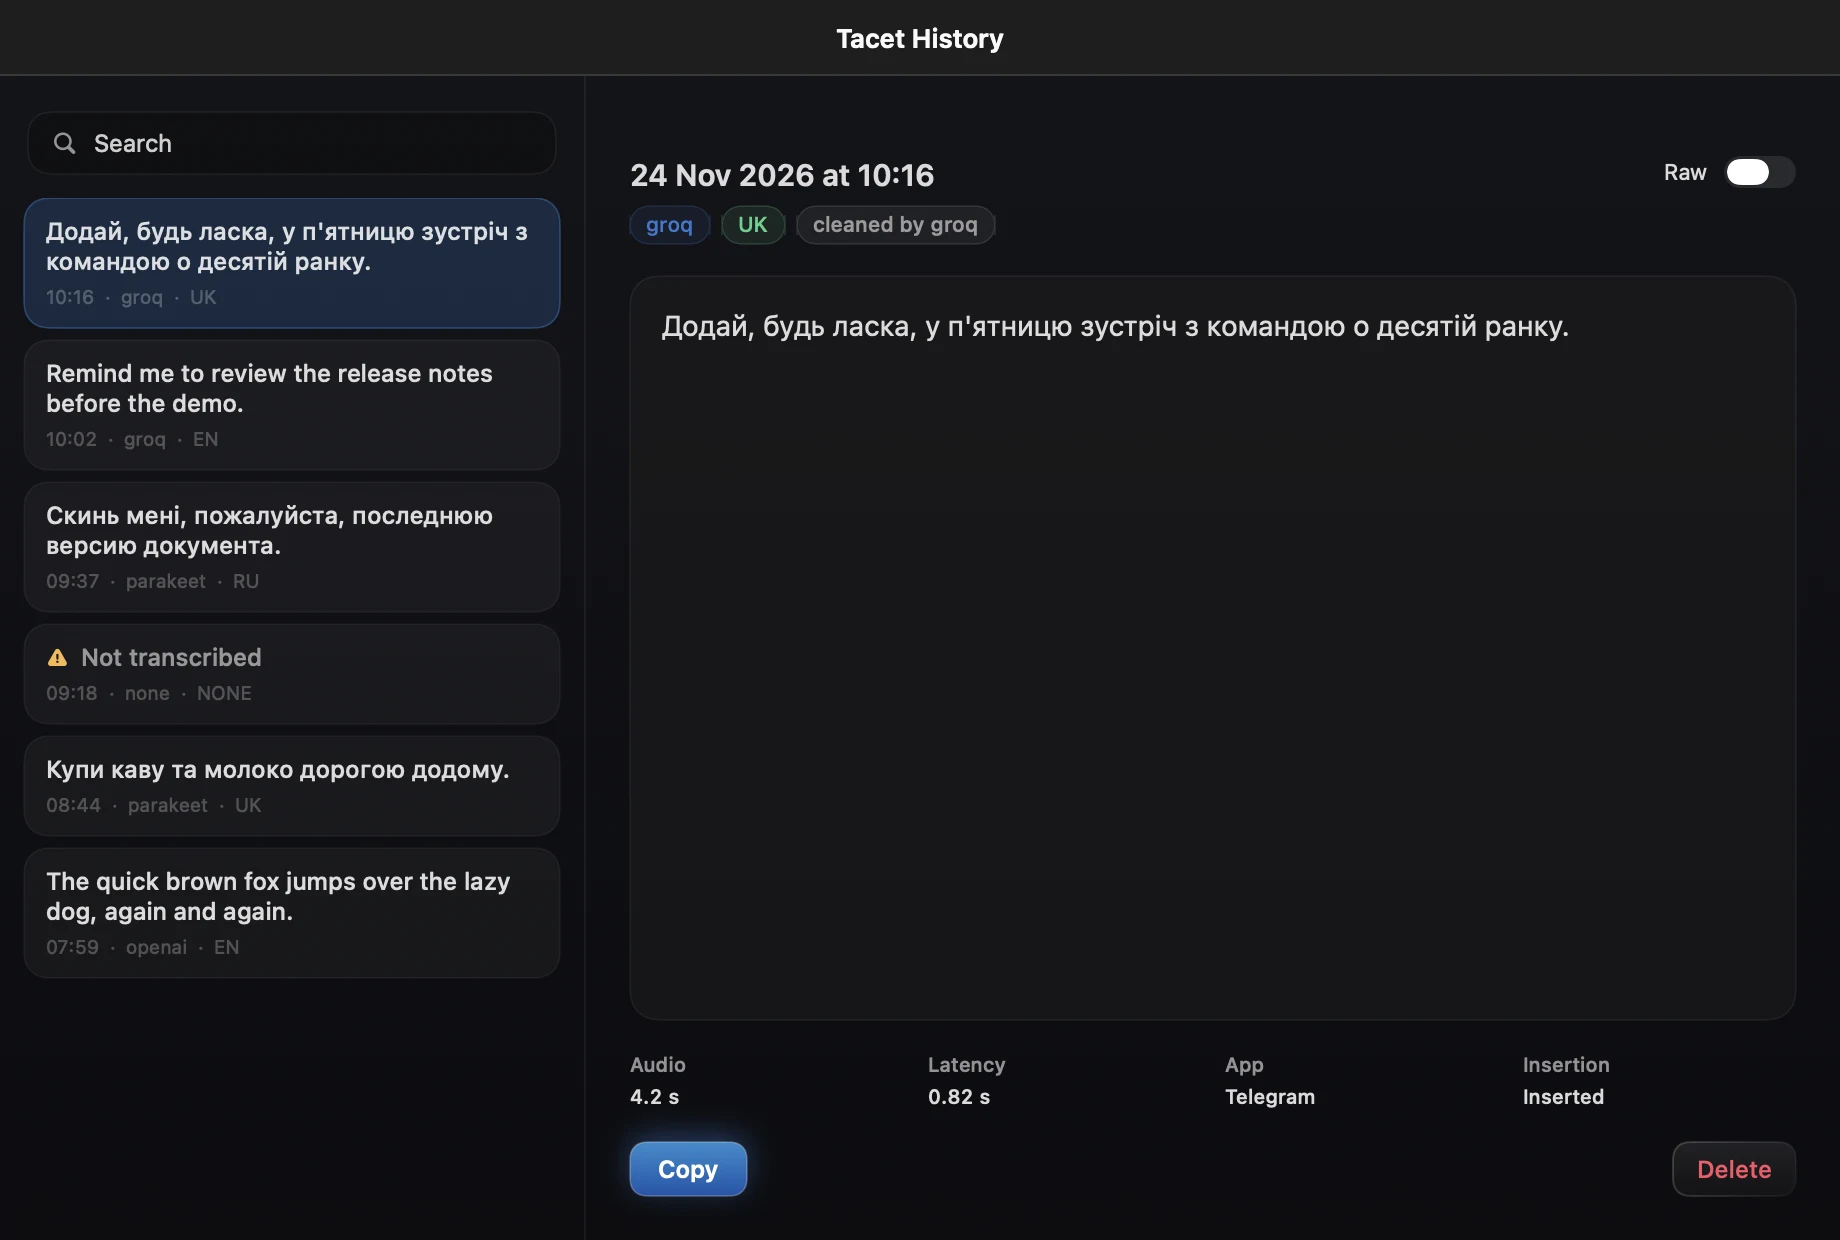 Tacet History
Search
Додай, будь ласка, у п'ятницю зустріч з
командою о десятій ранку.
10:16 · groq · UK
Remind me to review the release notes
before the demo.
10:02 · groq · EN
Скинь мені, пожалуйста, последнюю
версию документа.
09:37 · parakeet · RU
Not transcribed
09:18 · none · NONE
Купи каву та молоко дорогою додому.
08:44 · parakeet · UK
The quick brown fox jumps over the lazy
dog, again and again.
07:59 · openai · EN
24 Nov 2026 at 10:16
Raw
groq UK cleaned by groq
Додай, будь ласка, у п'ятницю зустріч з командою о десятій ранку.
Audio Latency App Insertion
4.2 s 0.82 s Telegram Inserted
Copy Delete